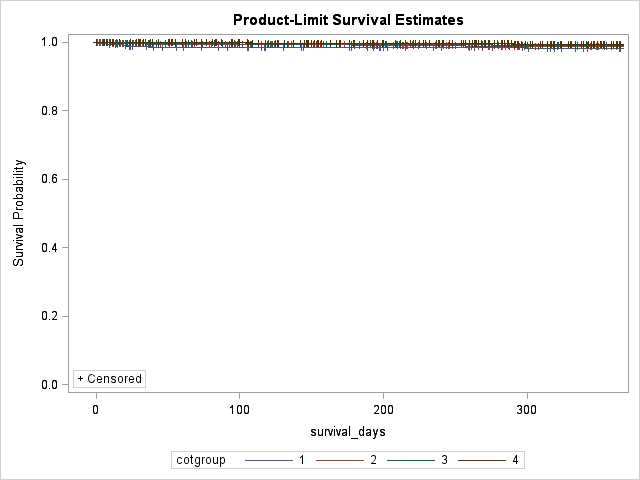 Product-Limit Survival Estimates
1.0
0.8
0.6
0.4
0.2
0.0
Survival Probability
+ Censored
0 100 200 300
survival_days
cotgroup 1 2 3 4